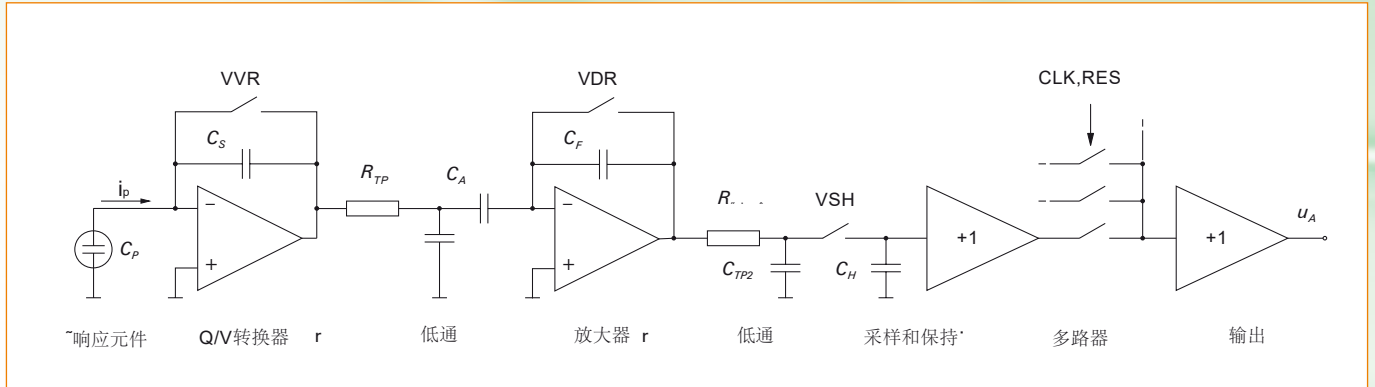 VVR
VDR
CLK,RES
C_S
C_F
R_TP
C_A
i_p
R
VSH
u_A
C_P
−
+
−
+
C_TP2
C_H
+1
+1
~响应元件
Q/V转换器 r
低通
放大器 r
低通
采样和保持
多路器
输出